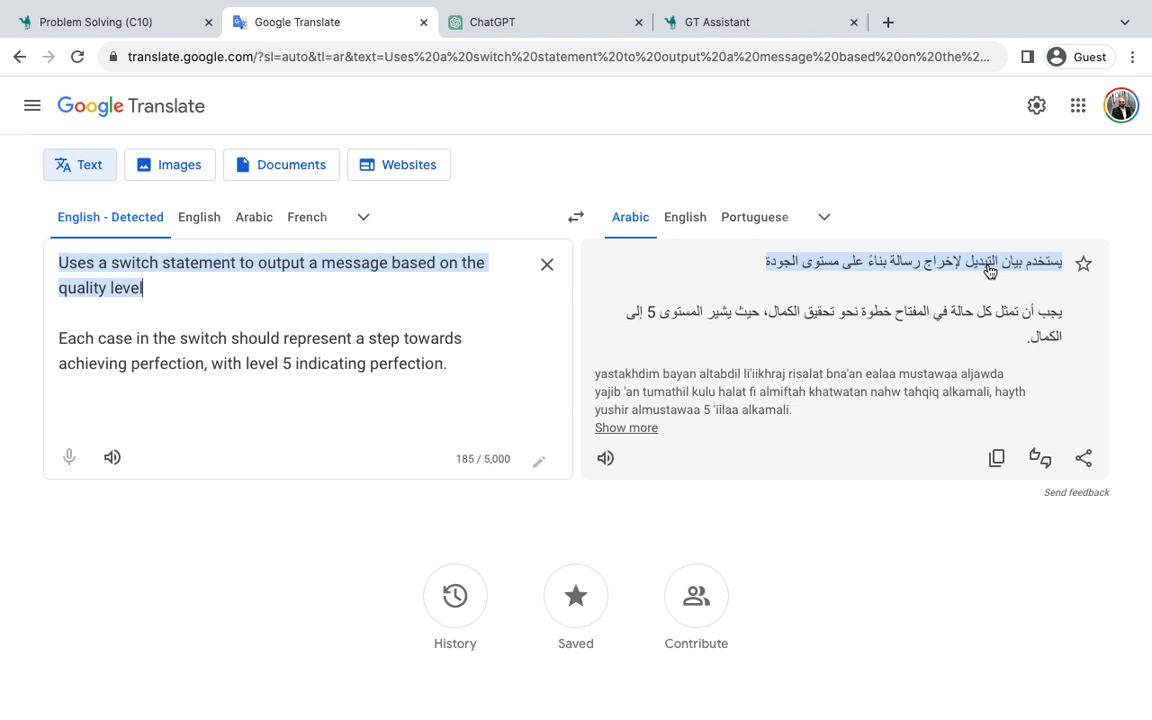 Problem Solving (C10)
Google Translate
ChatGPT
GT Assistant
translate.google.com/?sl=auto&tl=ar&text=Uses%20a%20switch%20statement%20to%20output%20a%20message%20based%20on%20the%2...
Guest
Google Translate
Text
Images
Documents
Websites
English - Detected
English
Arabic
French
Arabic
English
Portuguese
Uses a switch statement to output a message based on the
quality level
Each case in the switch should represent a step towards
achieving perfection, with level 5 indicating perfection.
185 / 5,000
يستخدم بيان التبديل لإخراج رسالة بناءً على مستوى الجودة
يجب أن تمثل كل حالة في المفتاح خطوة نحو تحقيق الكمال، حيث يشير المستوى 5 إلى
الكمال.
yastakhdim bayan altabdil li'iikhraj risalat bna'an ealaa mustawaa aljawda
yajib 'an tumathil kulu halat fi almiftah khatwatan nahw tahqiq alkamali, hayth
yushir almustawaa 5 'iilaa alkamali.
Show more
Send feedback
History
Saved
Contribute